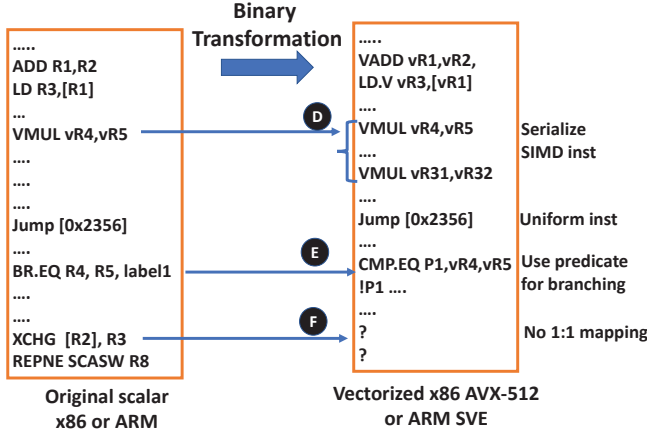 Binary
Transformation
.....
ADD R1,R2
LD R3,[R1]
...
VMUL vR4,vR5
....
....
....
Jump [0x2356]
....
BR.EQ R4, R5, label1
....
....
XCHG [R2], R3
REPNE SCASW R8
Original scalar
x86 or ARM
D
E
F
.....
VADD vR1,vR2,
LD.V vR3,[vR1]
....
VMUL vR4,vR5
....
VMUL vR31,vR32
....
Jump [0x2356]
....
CMP.EQ P1,vR4,vR5
!P1 ....
....
?
?
Vectorized x86 AVX-512
or ARM SVE
Serialize
SIMD inst
Uniform inst
Use predicate
for branching
No 1:1 mapping